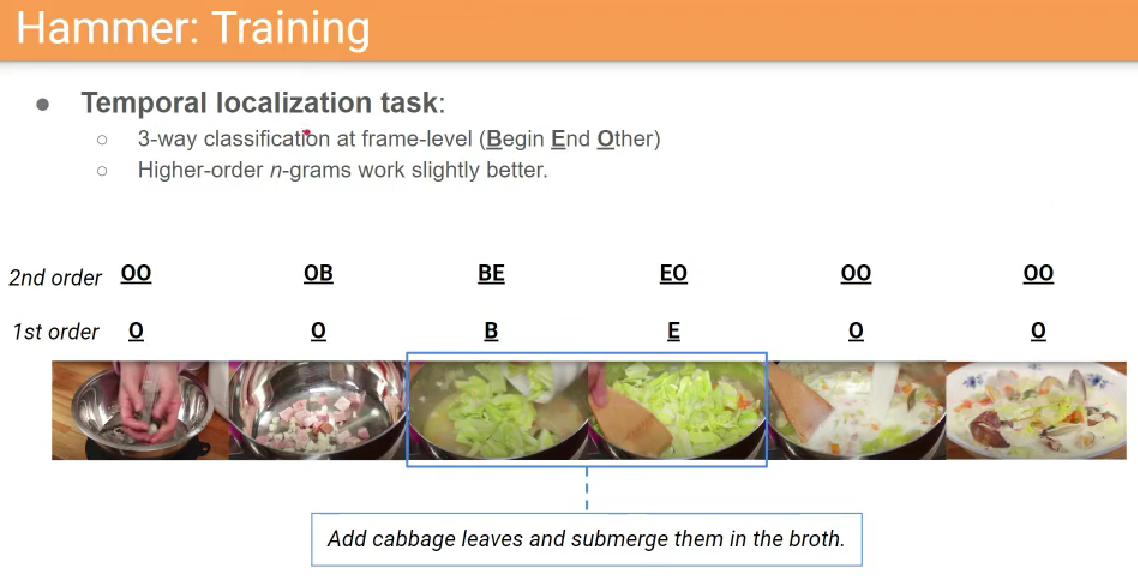 Hammer: Training
● Temporal localization task:
○ 3-way classification at frame-level (Begin End Other)
○ Higher-order n-grams work slightly better.
2nd order OO OB BE EO OO OO
1st order O O B E O O
Add cabbage leaves and submerge them in the broth.